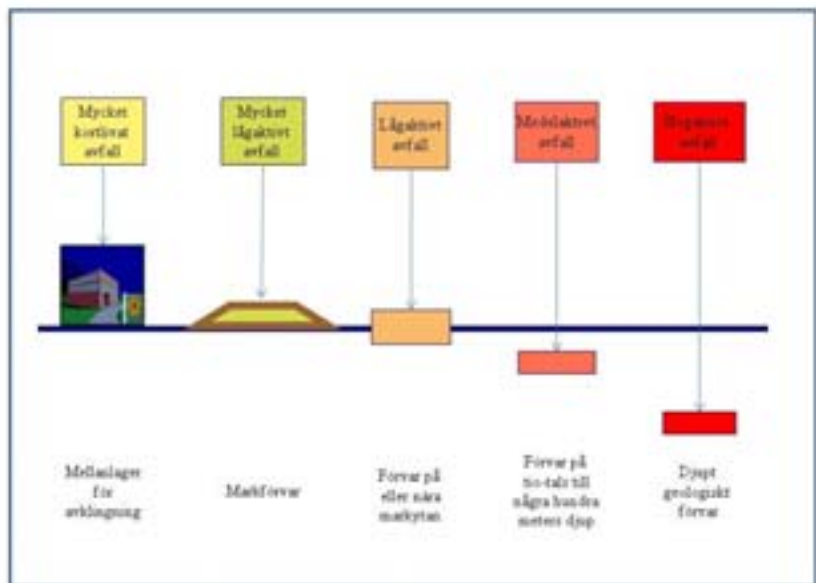 Mycket
kortlivat
avfall
Mycket
lågaktivt
avfall
Lågaktivt
avfall
Medelaktivt
avfall
Högaktivt
avfall
Mellanlager
för
avklingning
Markförvar
Förvar på
eller nära
markytan
Förvar på
tio-tals till
några hundra
meters djup
Djupt
geologiskt
förvar